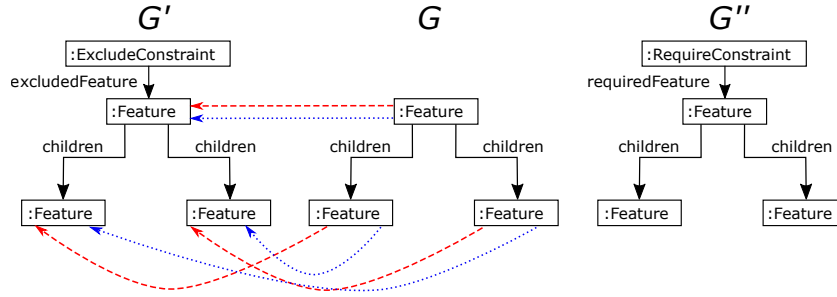 G' G G''
:ExcludeConstraint :RequireConstraint
excludedFeature requiredFeature
:Feature :Feature :Feature
children children children children children children
:Feature :Feature :Feature :Feature :Feature :Feature